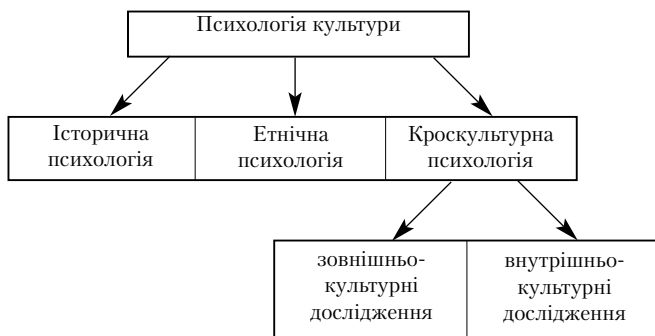 Психологія культури
Історична
психологія
Етнічна
психологія
Кроскультурна
психологія
зовнішньо-
культурні
дослідження
внутрішньо-
культурні
дослідження